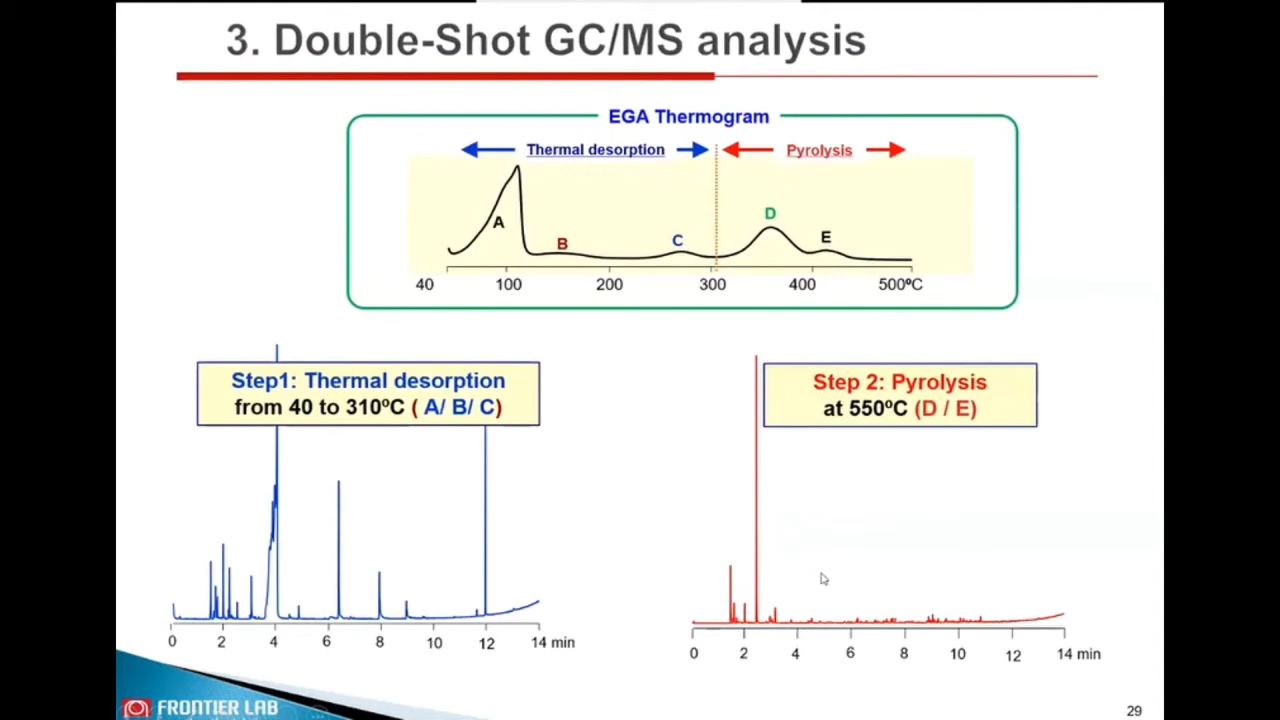 3. Double-Shot GC/MS analysis
EGA Thermogram
Thermal desorption
Pyrolysis
A
B
C
D
E
40 100 200 300 400 500ºC
Step1: Thermal desorption
from 40 to 310ºC ( A/ B/ C)
Step 2: Pyrolysis
at 550ºC (D / E)
0 2 4 6 8 10 12 14 min
0 2 4 6 8 10 12 14 min
FRONTIER LAB
29